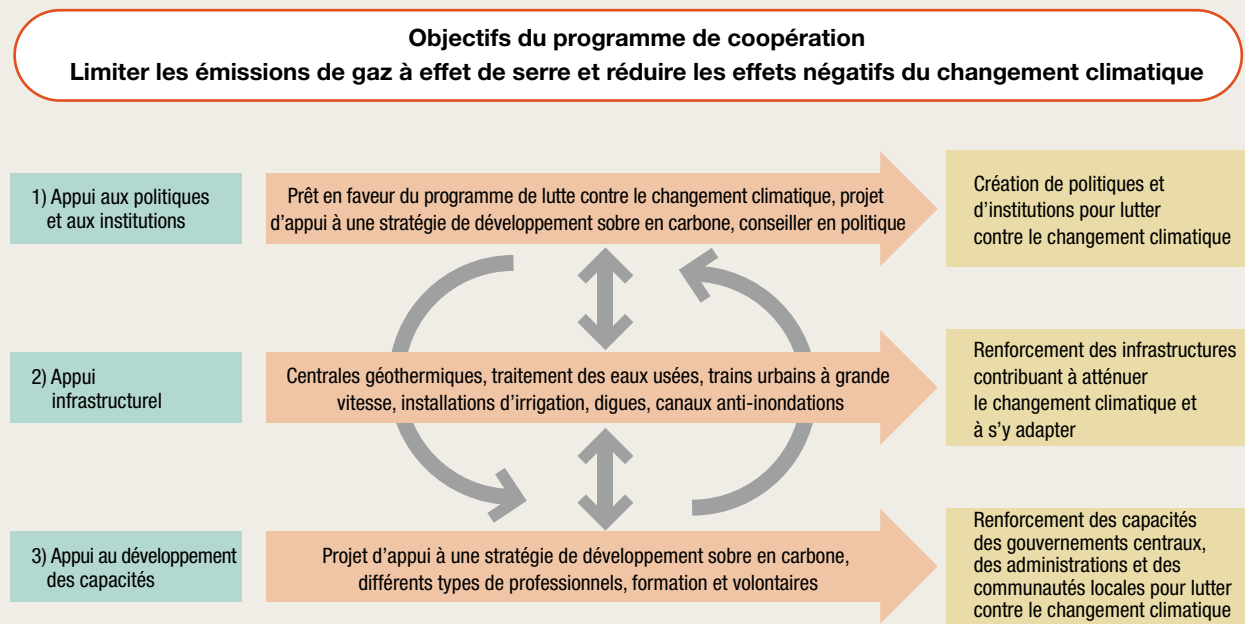 Objectifs du programme de coopération
Limiter les émissions de gaz à effet de serre et réduire les effets négatifs du changement climatique
1) Appui aux politiques
et aux institutions
Prêt en faveur du programme de lutte contre le changement climatique, projet
d'appui à une stratégie de développement sobre en carbone, conseiller en politique
Création de politiques et
d'institutions pour lutter
contre le changement climatique
2) Appui
infrastructurel
Centrales géothermiques, traitement des eaux usées, trains urbains à grande
vitesse, installations d'irrigation, digues, canaux anti-inondations
Renforcement des infrastructures
contribuant à atténuer
le changement climatique et
à s'y adapter
3) Appui au développement
des capacités
Projet d'appui à une stratégie de développement sobre en carbone,
différents types de professionnels, formation et volontaires
Renforcement des capacités
des gouvernements centraux,
des administrations et des
communautés locales pour lutter
contre le changement climatique